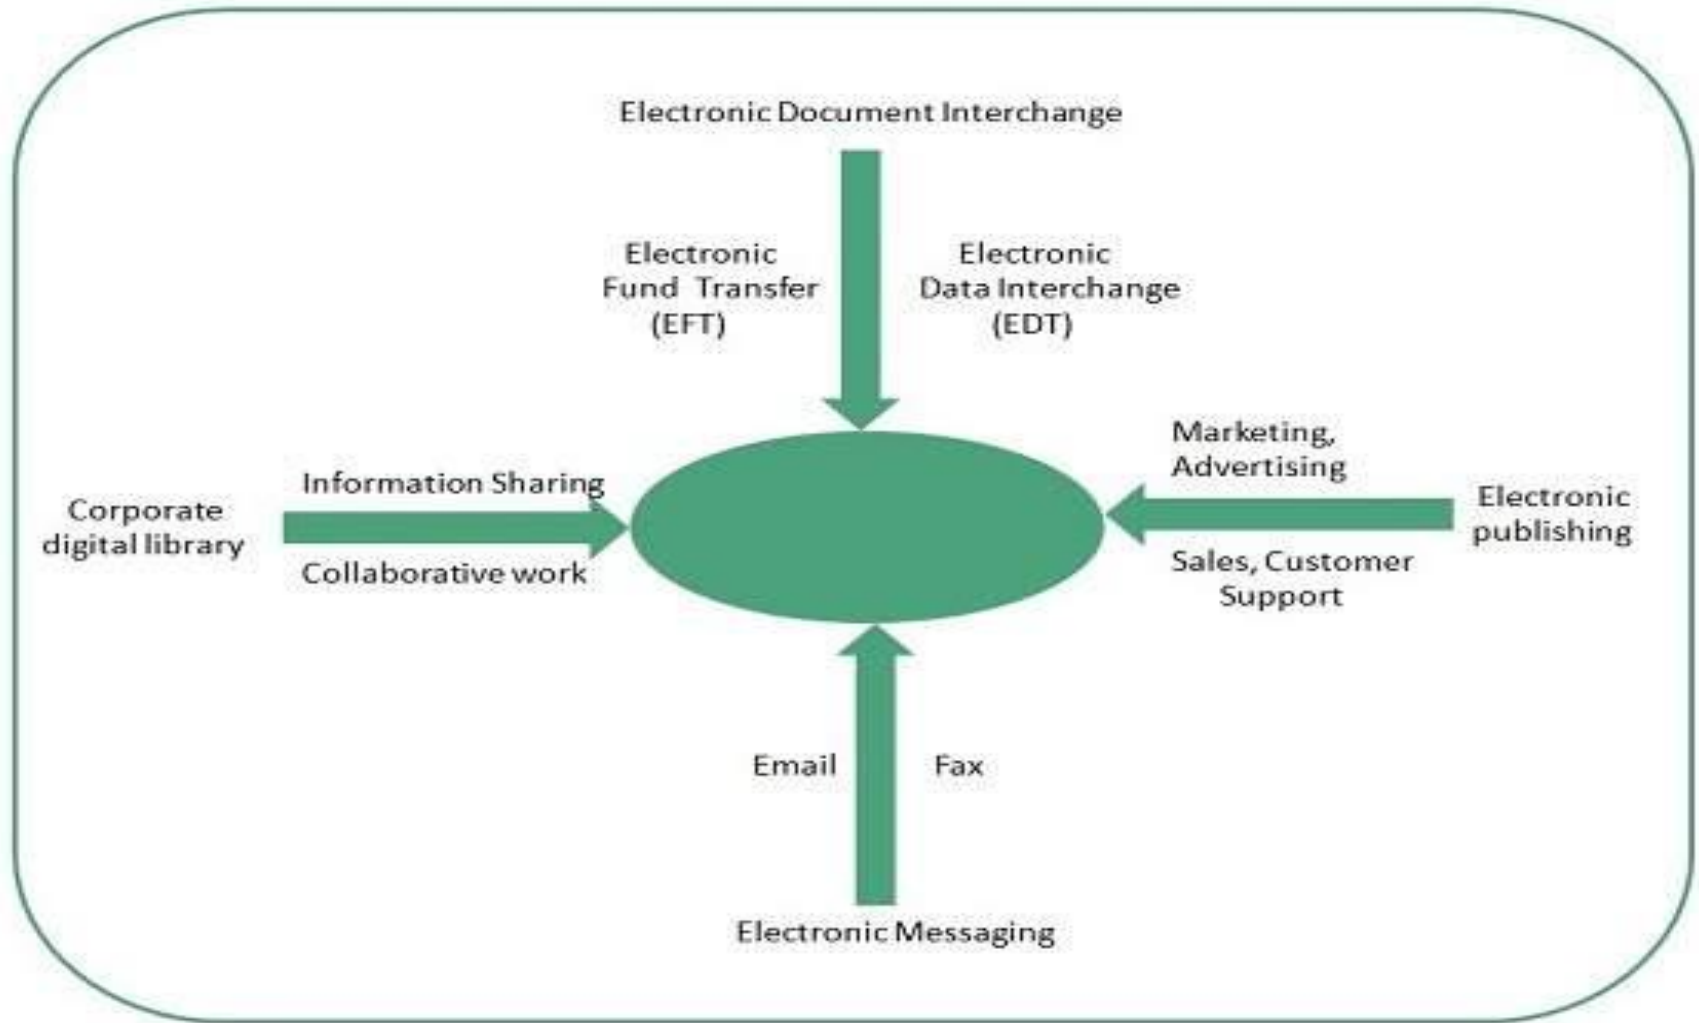 Electronic Document Interchange
Electronic
Fund Transfer
(EFT)
Electronic
Data Interchange
(EDT)
Marketing,
Advertising
Information Sharing
Corporate
digital library
Electronic
publishing
Collaborative work
Sales, Customer
Support
Email
Fax
Electronic Messaging